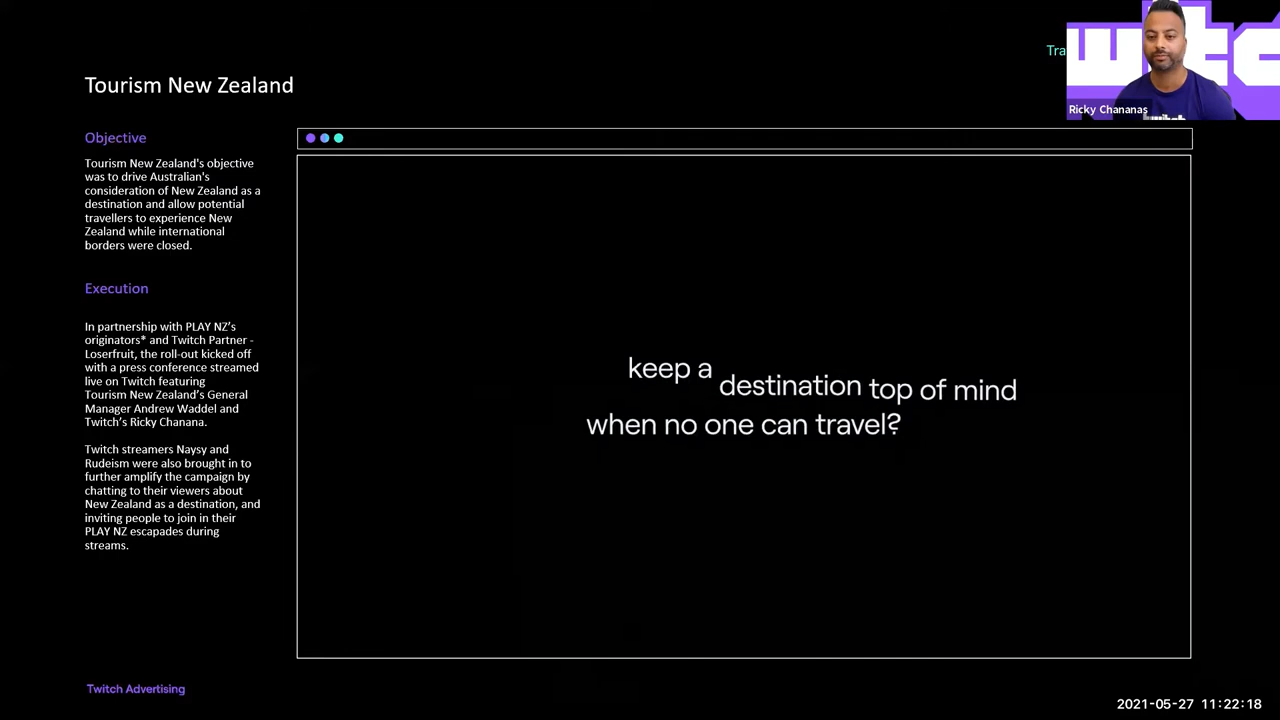 Tra
Ricky Chananas
Tourism New Zealand
Objective
Tourism New Zealand's objective
was to drive Australian's
consideration of New Zealand as a
destination and allow potential
travellers to experience New
Zealand while international
borders were closed.
Execution
In partnership with PLAY NZ’s
originators* and Twitch Partner -
Loserfruit, the roll-out kicked off
with a press conference streamed
live on Twitch featuring
Tourism New Zealand’s General
Manager Andrew Waddel and
Twitch’s Ricky Chanana.
Twitch streamers Naysy and
Rudeism were also brought in to
further amplify the campaign by
chatting to their viewers about
New Zealand as a destination, and
inviting people to join in their
PLAY NZ escapades during
streams.
keep a destination top of mind
when no one can travel?
Twitch Advertising
2021-05-27 11:22:18